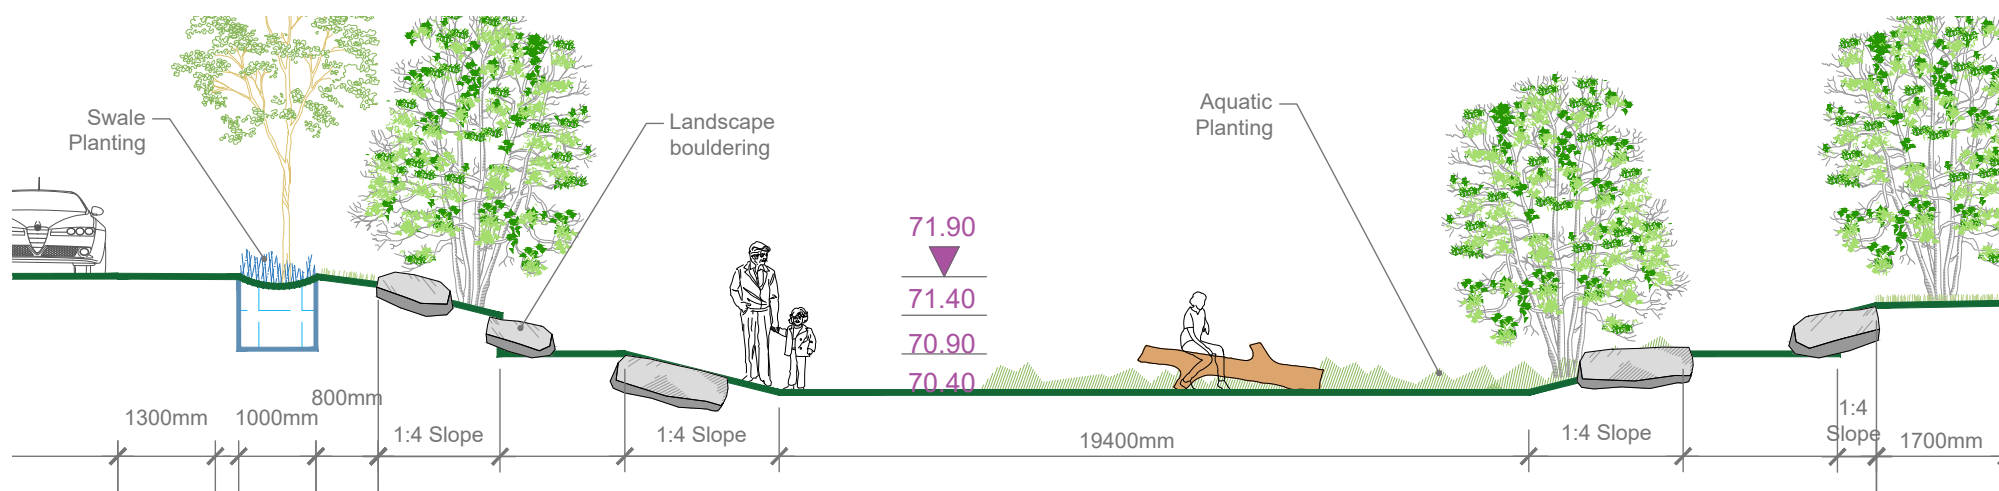 Swale
Planting
Landscape
bouldering
Aquatic
Planting
71.90
71.40
70.90
70.40
1300mm
1000mm
800mm
1:4 Slope
1:4 Slope
19400mm
1:4 Slope
1:4
Slope
1700mm